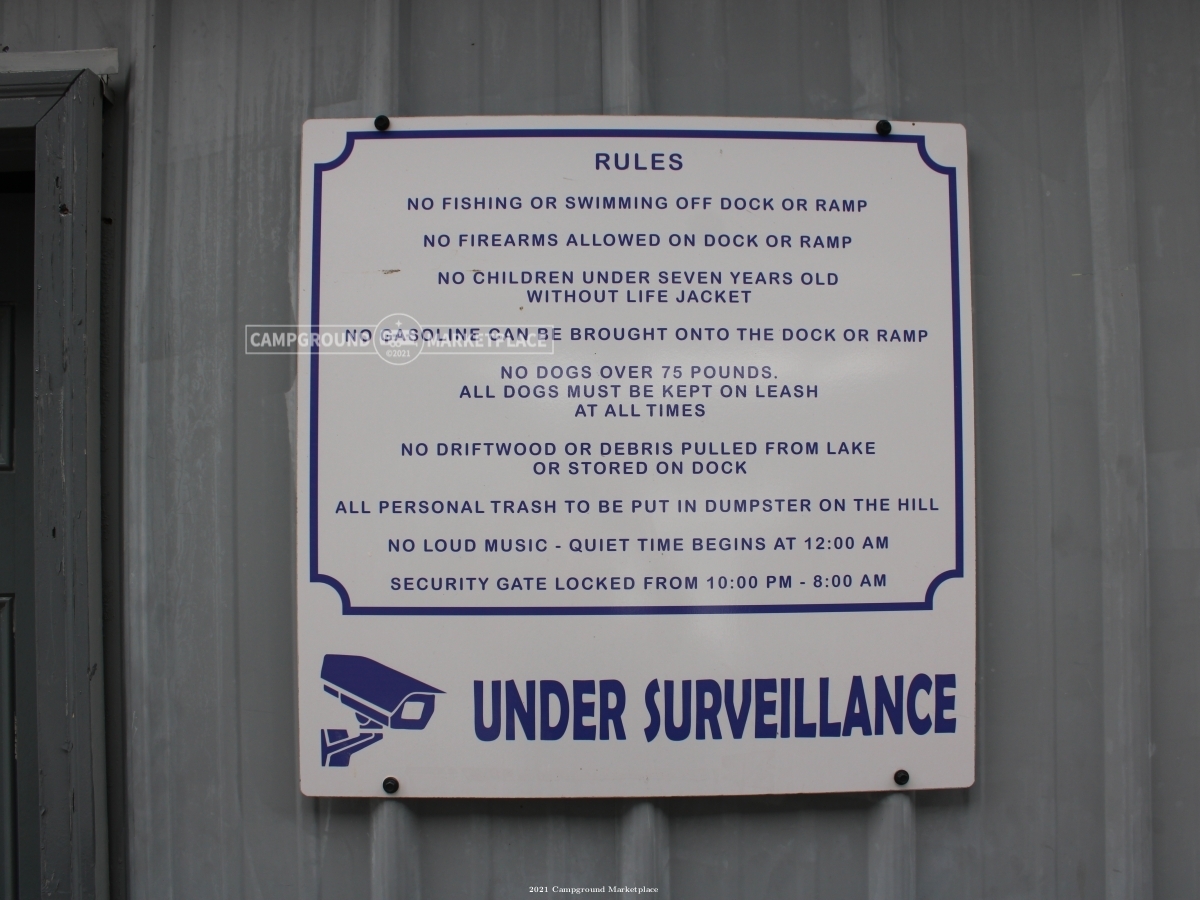 RULES
NO FISHING OR SWIMMING OFF DOCK OR RAMP
NO FIREARMS ALLOWED ON DOCK OR RAMP
NO CHILDREN UNDER SEVEN YEARS OLD
WITHOUT LIFE JACKET
NO GASOLINE CAN BE BROUGHT ONTO THE DOCK OR RAMP
CAMPGROUND MARKETPLACE
©2021
NO DOGS OVER 75 POUNDS.
ALL DOGS MUST BE KEPT ON LEASH
AT ALL TIMES
NO DRIFTWOOD OR DEBRIS PULLED FROM LAKE
OR STORED ON DOCK
ALL PERSONAL TRASH TO BE PUT IN DUMPSTER ON THE HILL
NO LOUD MUSIC - QUIET TIME BEGINS AT 12:00 AM
SECURITY GATE LOCKED FROM 10:00 PM - 8:00 AM
UNDER SURVEILLANCE
2021 Campground Marketplace